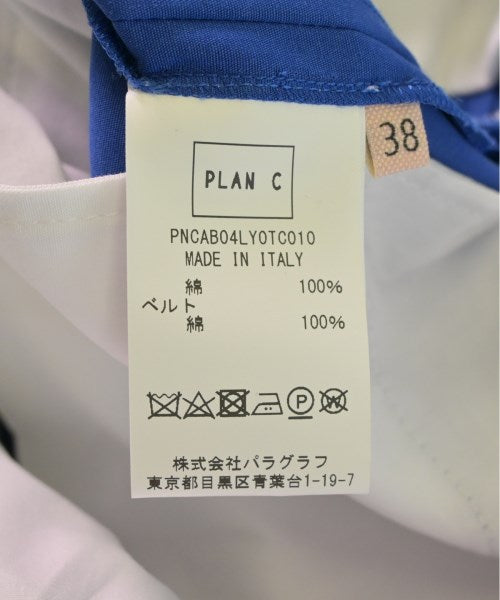 38
PLAN C
PNCAB04LY0TC010
MADE IN ITALY
綿 100%
ベルト
綿 100%
P W
株式会社パラグラフ
東京都目黒区青葉台1-19-7